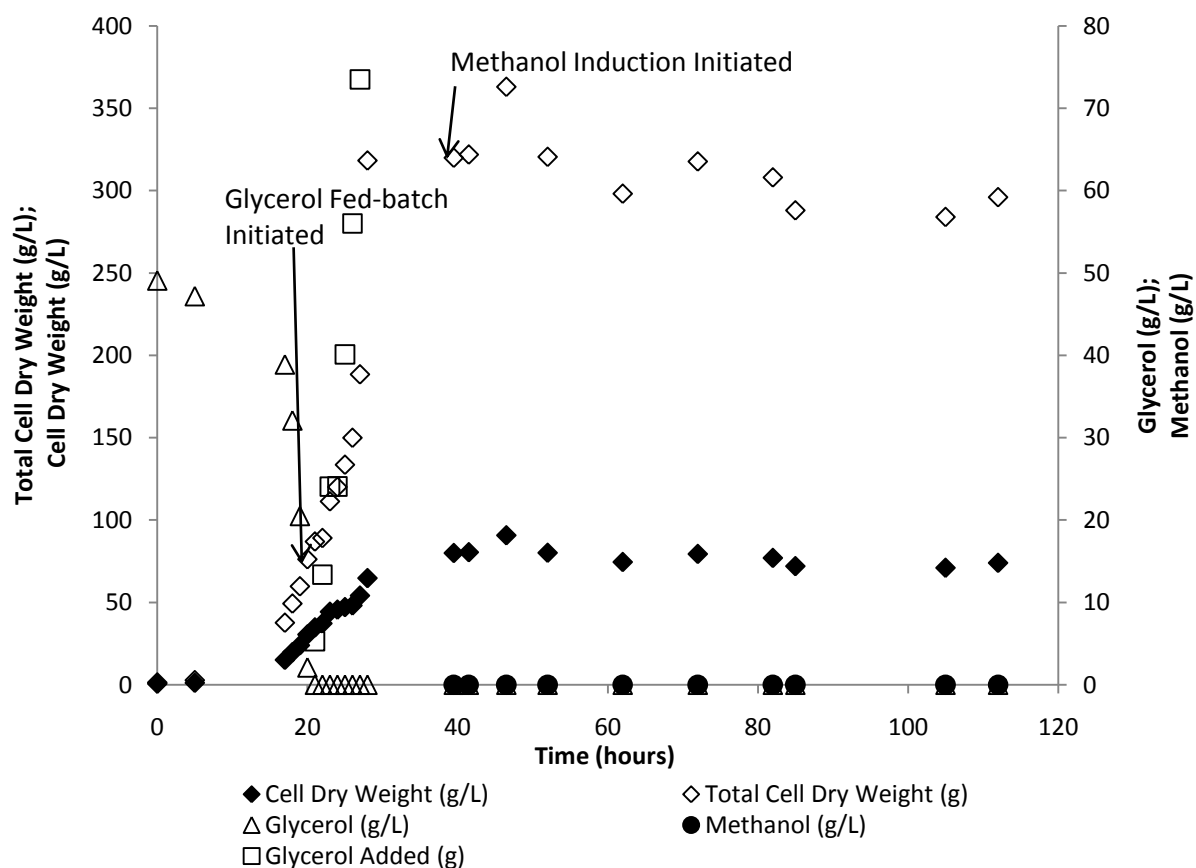 400
350
300
250
200
150
100
50
0
Total Cell Dry Weight (g/L);
Cell Dry Weight (g/L)
Methanol Induction Initiated
Glycerol Fed-batch
Initiated
80
70
60
50
40
30
20
10
0
Glycerol (g/L);
Methanol (g/L)
0 20 40 60 80 100 120
Time (hours)
Cell Dry Weight (g/L) Total Cell Dry Weight (g)
Glycerol (g/L) Methanol (g/L)
Glycerol Added (g)